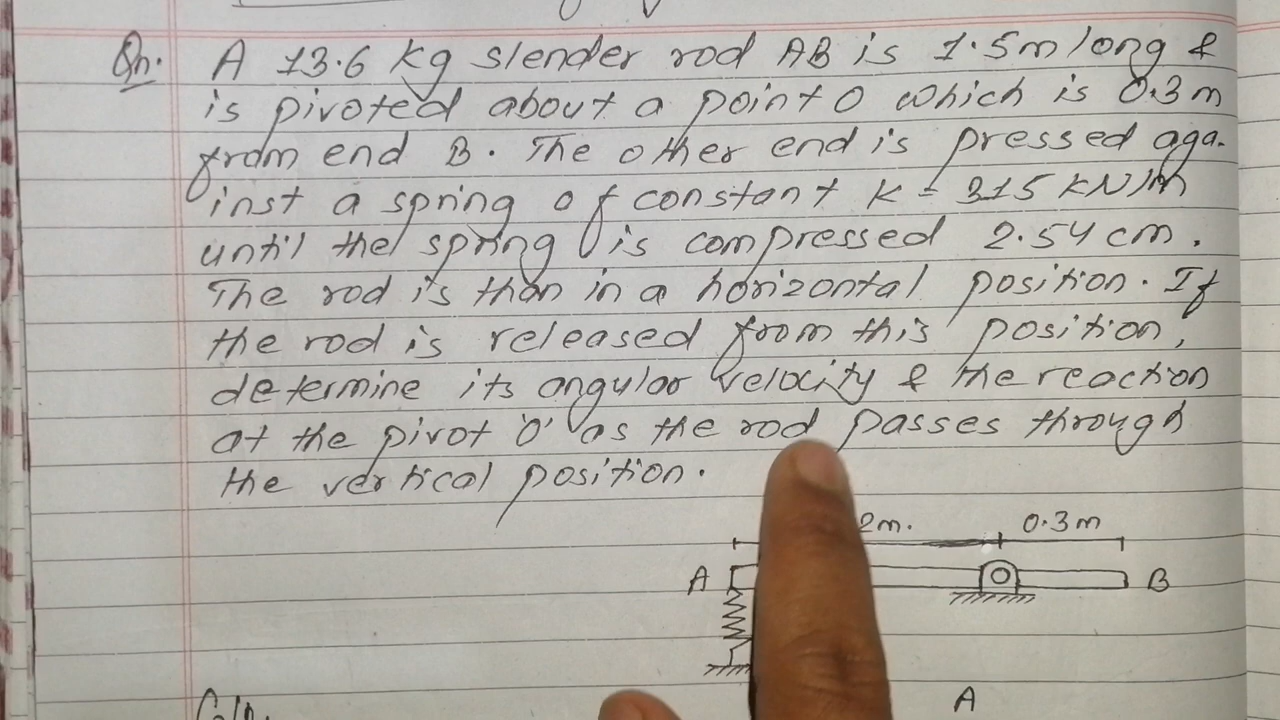 Qn. A 13.6 Kg slender rod AB is 1.5m long &
is pivoted about a point O which is 0.3m
from end B. The other end is pressed aga-
inst a spring of constant K = 315 KN/m
until the spring is compressed 2.54 cm.
The rod is than in a horizontal position. If
the rod is released from this position,
determine its angular velocity & the reaction
at the pivot 'O' as the rod passes through
the vertical position.
2m. 0.3m
A B
A